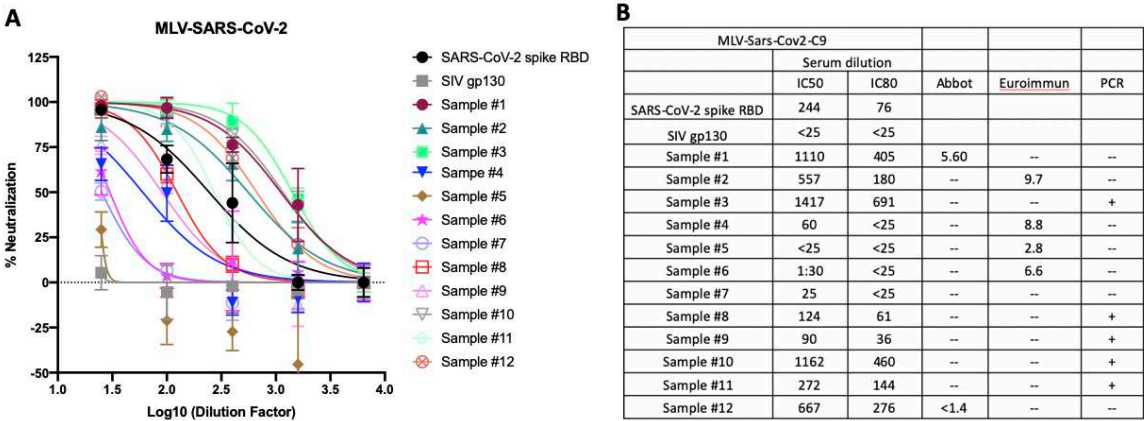 A
MLV-SARS-CoV-2
% Neutralization
125
100
75
50
25
0
-25
-50
1.0 1.5 2.0 2.5 3.0 3.5 4.0
Log10 (Dilution Factor)
SARS-CoV-2 spike RBD
SIV gp130
Sample #1
Sample #2
Sample #3
Sampe #4
Sample #5
Sample #6
Sample #7
Sample #8
Sample #9
Sample #10
Sample #11
Sample #12
B
MLV-Sars-Cov2-C9
Serum dilution
IC50 IC80 Abbot Euroimmun PCR
SARS-CoV-2 spike RBD 244 76
SIV gp130 <25 <25
Sample #1 1110 405 5.60 -- --
Sample #2 557 180 -- 9.7 --
Sample #3 1417 691 -- -- +
Sample #4 60 <25 8.8 --
Sample #5 <25 <25 -- 2.8 --
Sample #6 1:30 <25 -- 6.6 --
Sample #7 25 <25 -- -- --
Sample #8 124 61 -- -- +
Sample #9 90 36 -- -- +
Sample #10 1162 460 -- -- +
Sample #11 272 144 -- -- +
Sample #12 667 276 <1.4 -- --